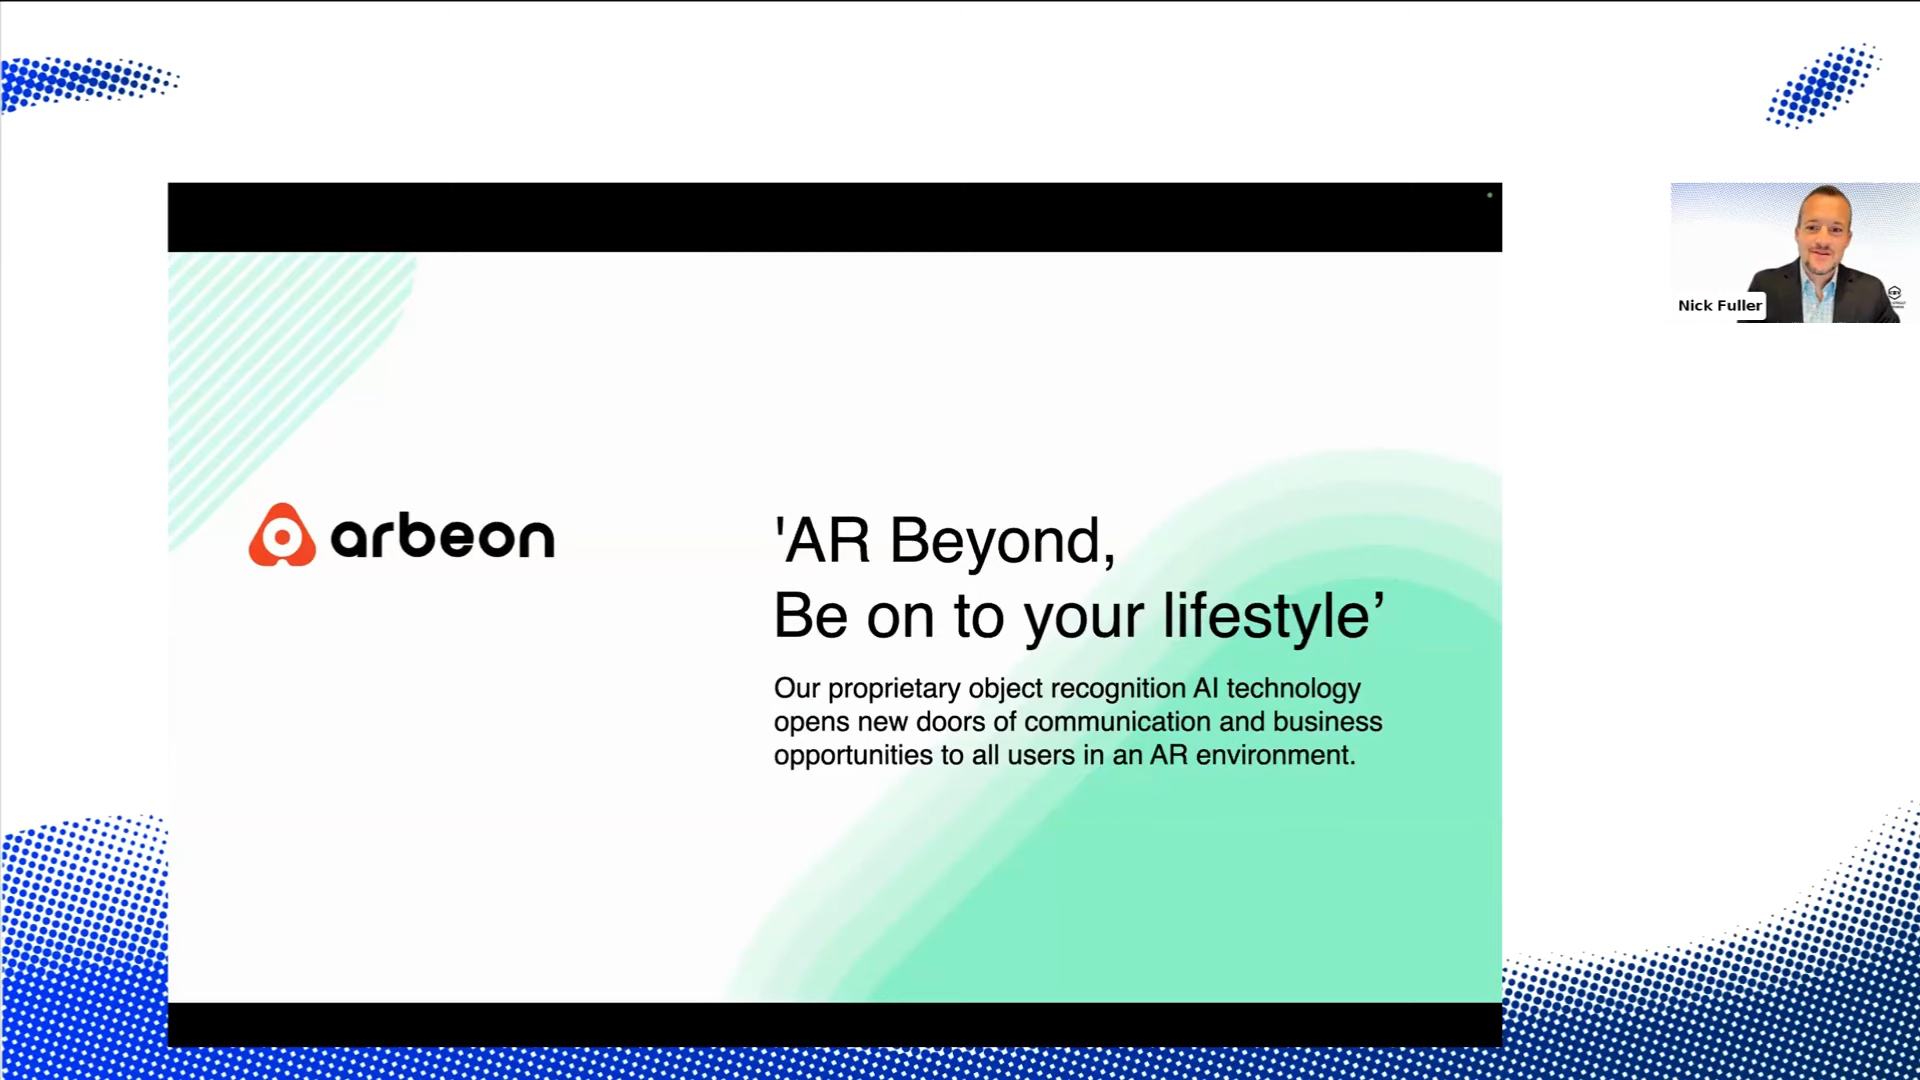 arbeon
'AR Beyond,
Be on to your lifestyle’
Our proprietary object recognition AI technology
opens new doors of communication and business
opportunities to all users in an AR environment.
Nick Fuller